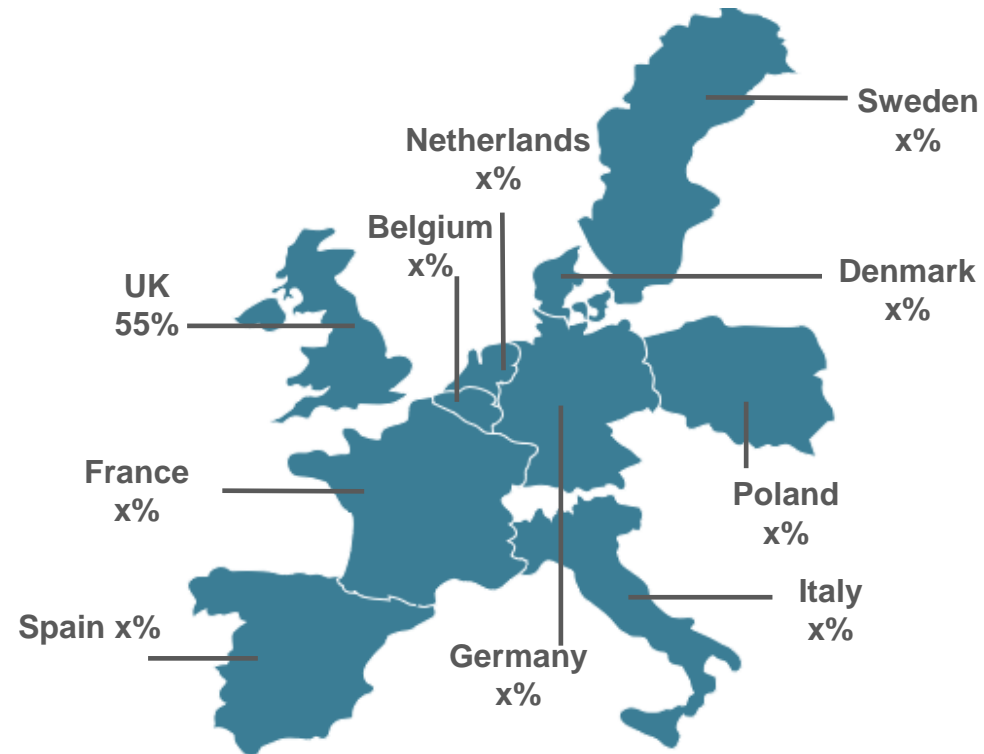 Sweden
x%
Netherlands
x%
Belgium
x%
UK
55%
Denmark
x%
France
x%
Poland
x%
Italy
x%
Spain x%
Germany
x%